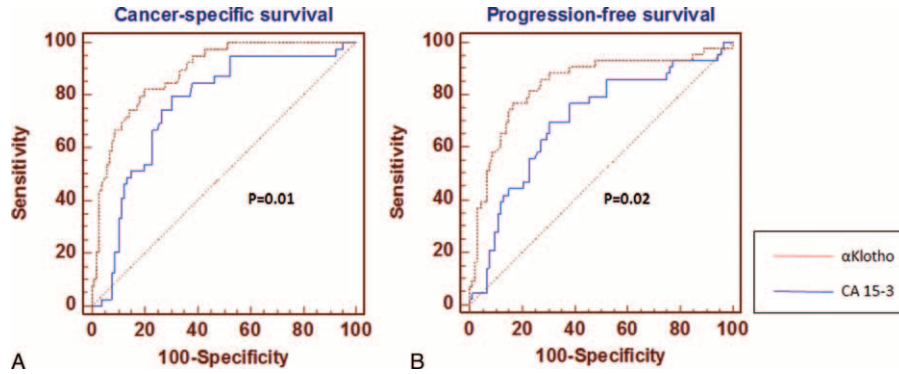 Cancer-specific survival
Progression-free survival
Sensitivity
100
80
60
40
20
0
P=0.01
0 20 40 60 80 100
100-Specificity
A
Sensitivity
100
80
60
40
20
0
P=0.02
0 20 40 60 80 100
100-Specificity
B
αKlotho
CA 15-3